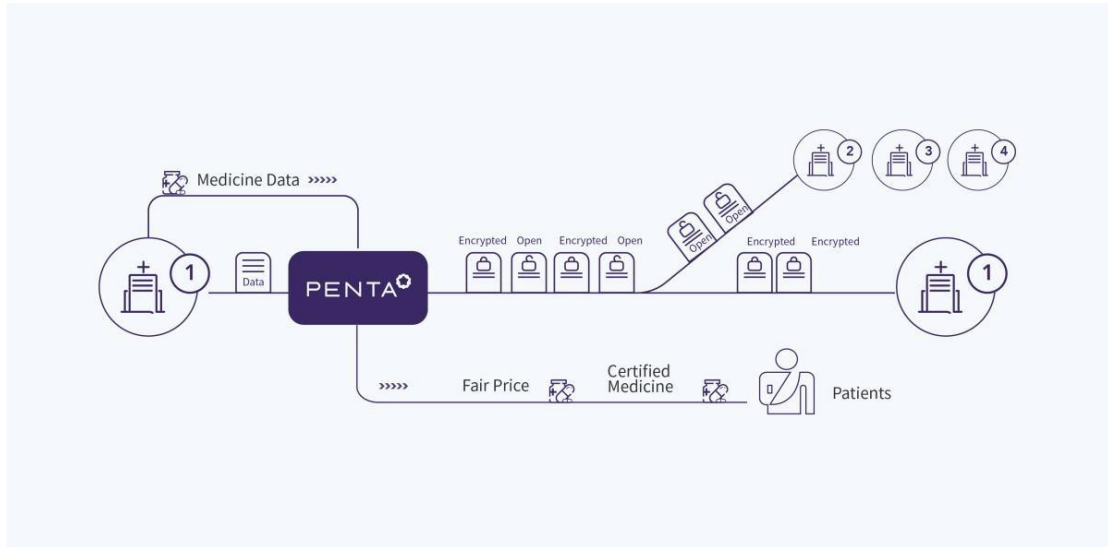 2
3
4
Medicine Data >>>>>
Open
Open
Encrypted Open Encrypted Open
Encrypted Encrypted
1
Data
PENTA
1
>>>>>
Fair Price
Certified
Medicine
Patients